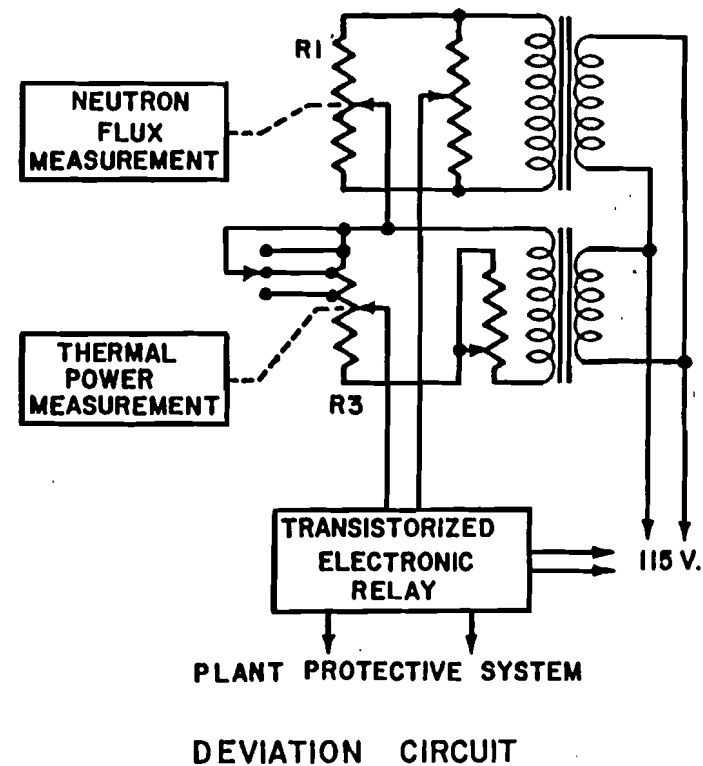 R1
NEUTRON
FLUX
MEASUREMENT
THERMAL
POWER
MEASUREMENT
R3
TRANSISTORIZED
ELECTRONIC
RELAY
115 V.
PLANT PROTECTIVE SYSTEM
DEVIATION CIRCUIT